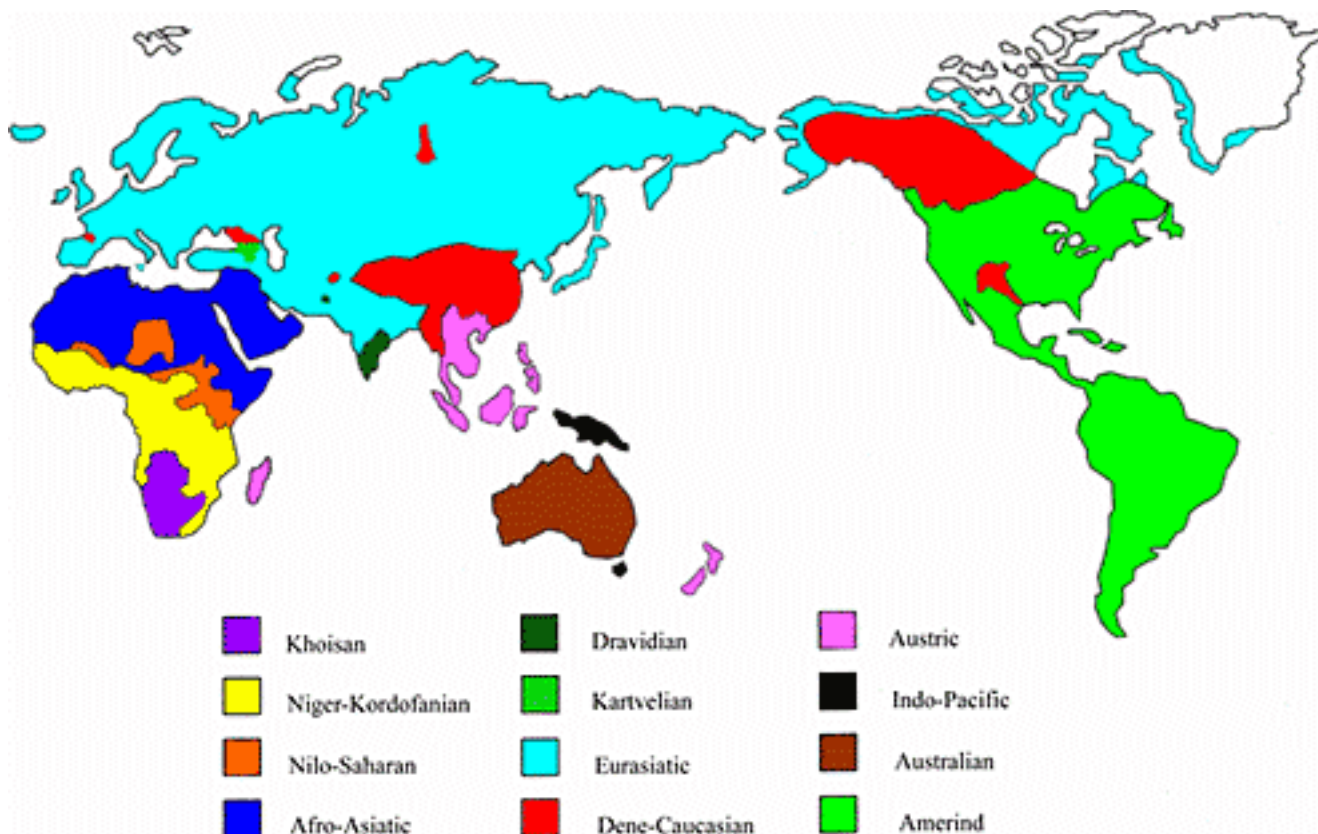 Khoisan
Niger-Kordofanian
Nilo-Saharan
Afro-Asiatic
Dravidian
Kartvelian
Eurasiatic
Dene-Caucasian
Austric
Indo-Pacific
Australian
Amerind